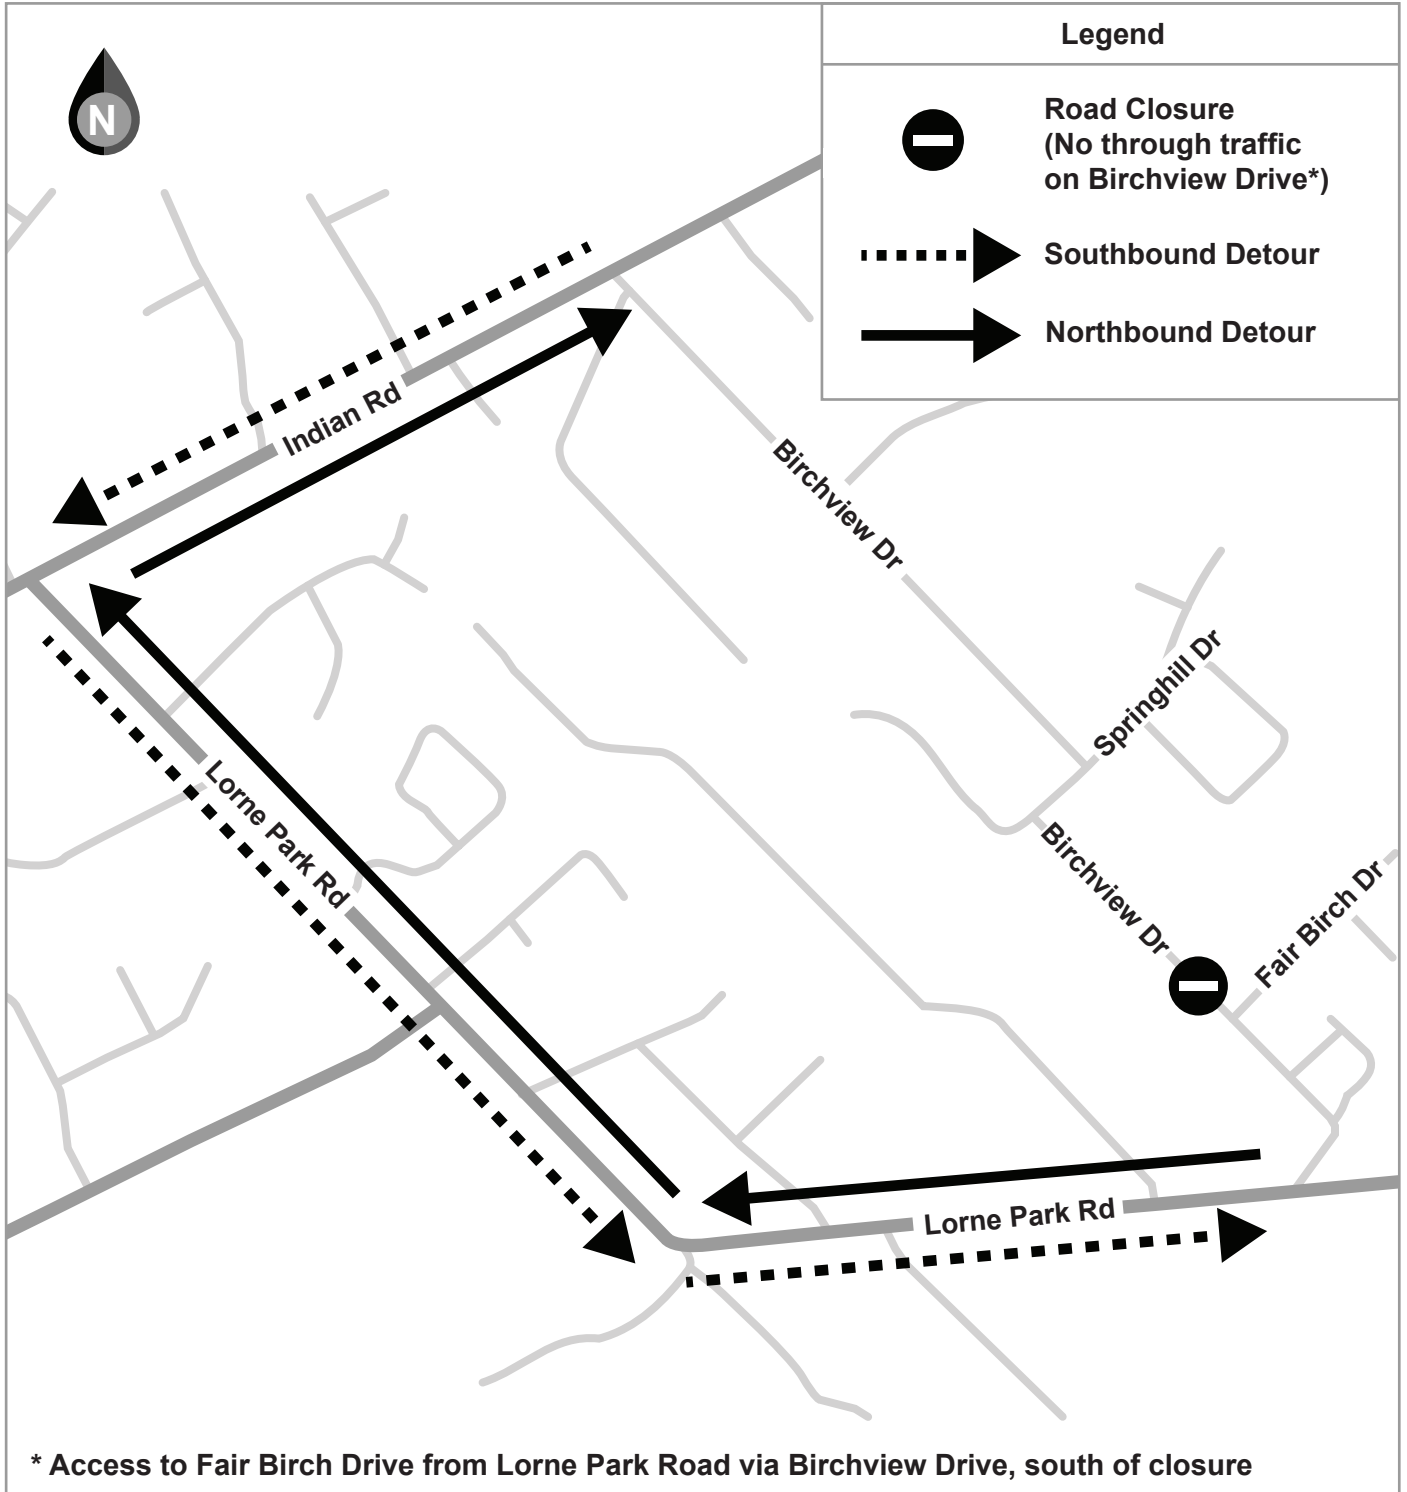 N
Legend
Road Closure
(No through traffic
on Birchview Drive*)
Southbound Detour
Northbound Detour
Indian Rd
Birchview Dr
Springhill Dr
Lorne Park Rd
Birchview Dr
Fair Birch Dr
Lorne Park Rd
* Access to Fair Birch Drive from Lorne Park Road via Birchview Drive, south of closure